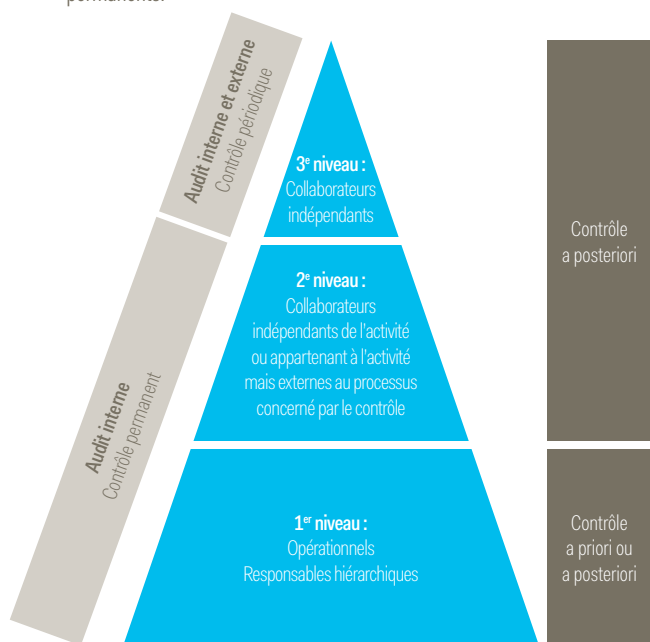 permanents.
Audit interne et externe
Contrôle périodique
3e niveau :
Collaborateurs
indépendants
Contrôle
a posteriori
2e niveau :
Collaborateurs
indépendants de l'activité
ou appartenant à l'activité
mais externes au processus
concerné par le contrôle
Audit interne
Contrôle permanent
1er niveau :
Opérationnels
Responsables hiérarchiques
Contrôle
a priori ou
a posteriori